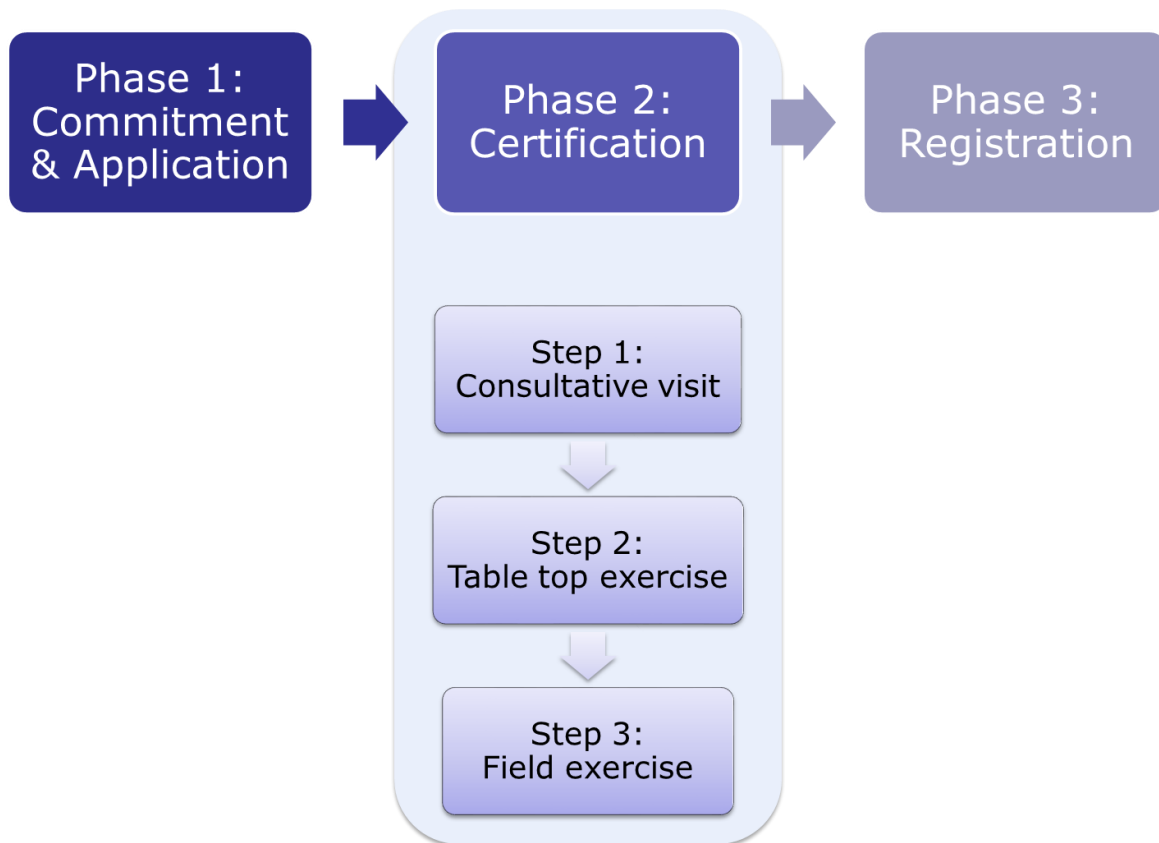 Phase 1:
Commitment
& Application
Phase 2:
Certification
Phase 3:
Registration
Step 1:
Consultative visit
Step 2:
Table top exercise
Step 3:
Field exercise